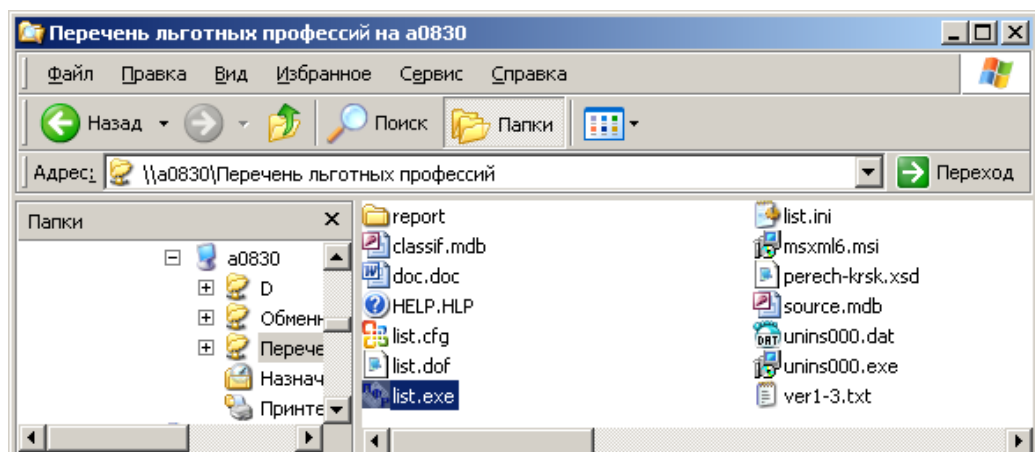 Перечень льготных профессий на a0830
Файл Правка Вид Избранное Сервис Справка
Назад Поиск Папки
Адрес: \\a0830\Перечень льготных профессий Переход
Папки
a0830
D
Обменн
Перече
Назнач
Принте
report
classif.mdb
doc.doc
HELP.HLP
list.cfg
list.dof
list.exe
list.ini
msxml6.msi
perech-krsk.xsd
source.mdb
unins000.dat
unins000.exe
ver1-3.txt